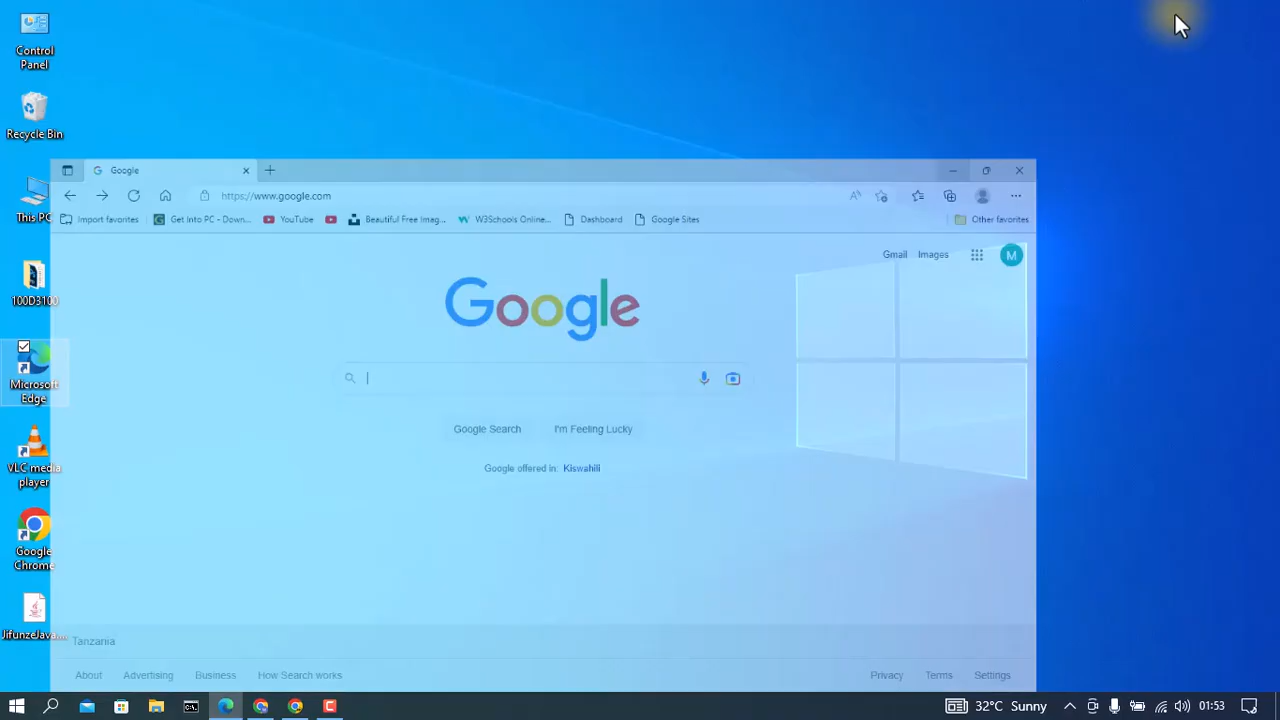 Control
Panel
Recycle Bin
This PC
100D3100
Microsoft
Edge
VLC media
player
Google
Chrome
JifunzeJava....
Google
https://www.google.com
Import favorites
Get Into PC - Down...
YouTube
Beautiful Free Imag...
W3Schools Online...
Dashboard
Google Sites
Other favorites
Gmail
Images
M
Google
Google Search
I'm Feeling Lucky
Google offered in: Kiswahili
Tanzania
About
Advertising
Business
How Search works
Privacy
Terms
Settings
32°C Sunny
01:53